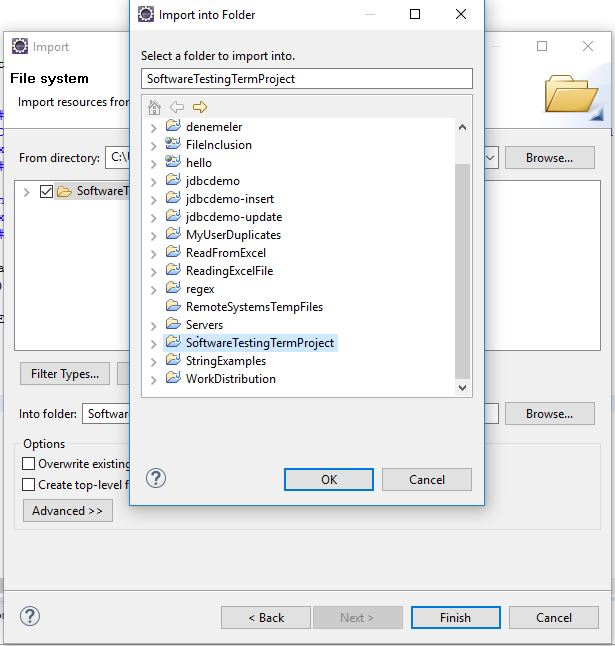 Import into Folder
Import
Select a folder to import into.
SoftwareTestingTermProject
File system
Import resources from
denemeler
FileInclusion
hello
jdbcdemo
jdbcdemo-insert
jdbcdemo-update
MyUserDuplicates
ReadFromExcel
ReadingExcelFile
regex
RemoteSystemsTempFiles
Servers
SoftwareTestingTermProject
StringExamples
WorkDistribution
From directory: C:\
Browse...
SoftwareT
Filter Types...
Into folder: Softwar
Browse...
Options
Overwrite existing
Create top-level f
Advanced >>
OK
Cancel
< Back
Next >
Finish
Cancel